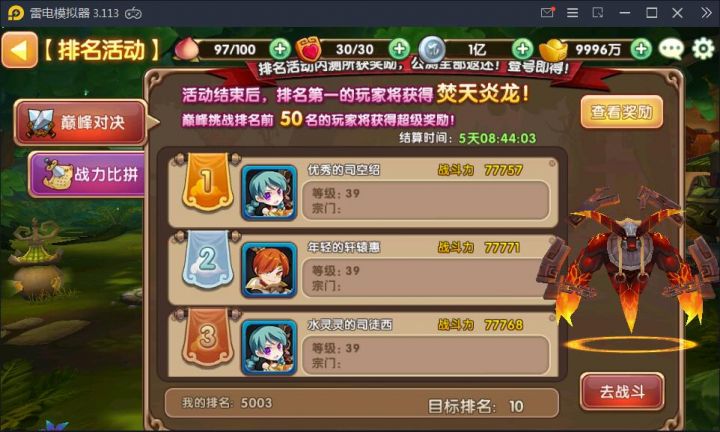 雷电模拟器 3.113
【排名活动】
97/100
30/30
1亿
9996万
排名活动内测所获奖励，公测全部返还！登号即得！
活动结束后，排名第一的玩家将获得焚天炎龙！
巅峰挑战排名前 50 名的玩家将获得超级奖励！
结算时间：5天08:44:03
查看奖励
巅峰对决
战力比拼
1
优秀的司空绍 战斗力 77757
等级：39
宗门：
2
年轻的轩辕惠 战斗力 77771
等级：39
宗门：
3
水灵灵的司徒西 战斗力 77768
等级：39
宗门：
我的排名：5003 目标排名：10
去战斗